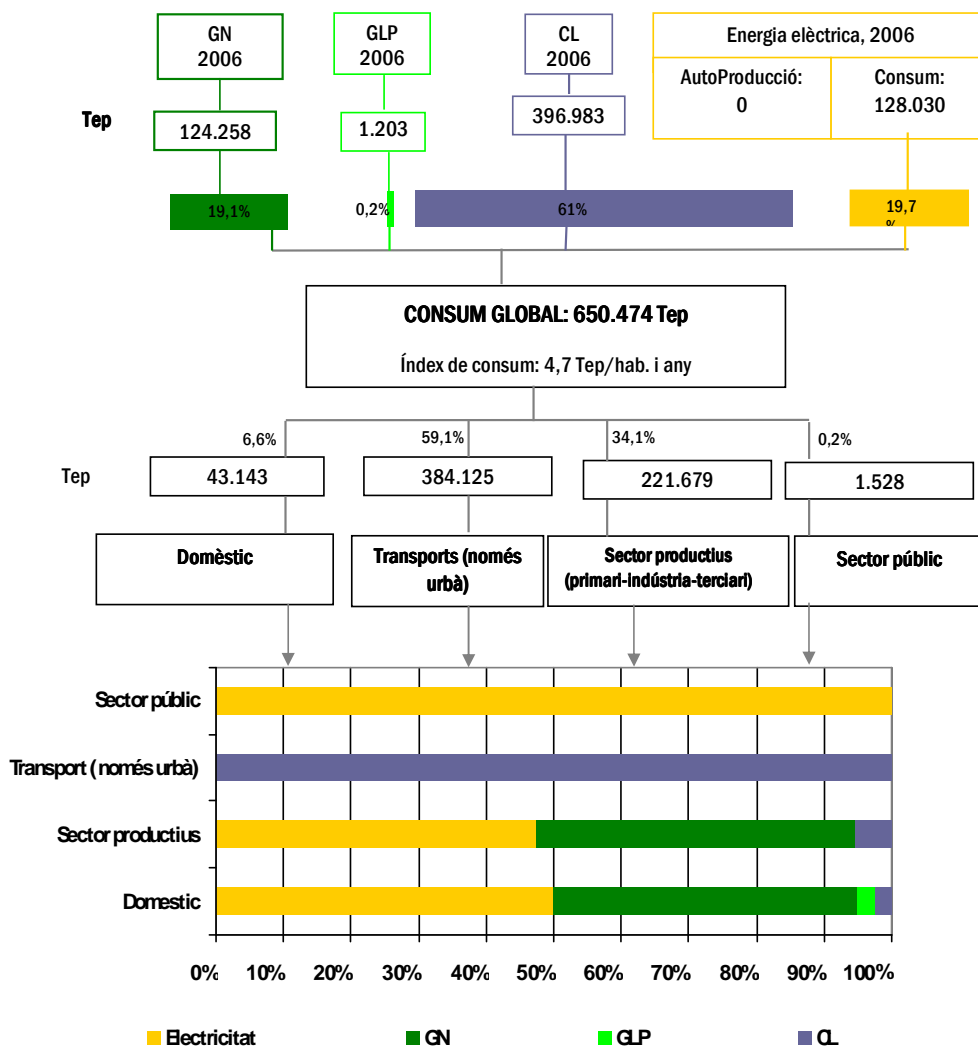 GN
2006
GLP
2006
CL
2006
Energia elèctrica, 2006
AutoProducció:
0
Consum:
128.030
Tep
124.258
1.203
396.983
19,1%
0,2%
61%
19,7
%
CONSUM GLOBAL: 650.474 Tep
Índex de consum: 4,7 Tep/hab. i any
6,6%
59,1%
34,1%
0,2%
Tep
43.143
384.125
221.679
1.528
Domèstic
Transports (només
urbà)
Sector productius
(primari-indústria-terciari)
Sector públic
Sector públic
Transport ( només urbà)
Sector productius
Domestic
0%
10%
20%
30%
40%
50%
60%
70%
80%
90%
100%
Electricitat
GN
GLP
CL